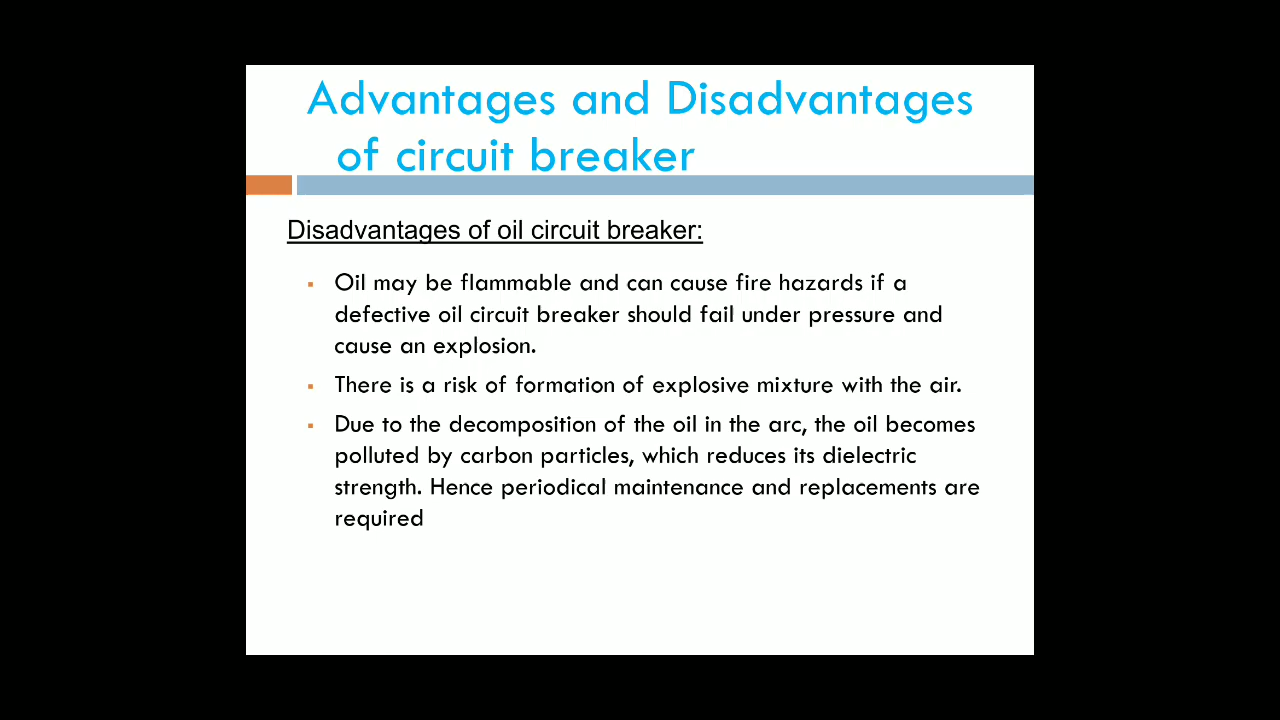 Advantages and Disadvantages
of circuit breaker
Disadvantages of oil circuit breaker:
▪ Oil may be flammable and can cause fire hazards if a
defective oil circuit breaker should fail under pressure and
cause an explosion.
▪ There is a risk of formation of explosive mixture with the air.
▪ Due to the decomposition of the oil in the arc, the oil becomes
polluted by carbon particles, which reduces its dielectric
strength. Hence periodical maintenance and replacements are
required